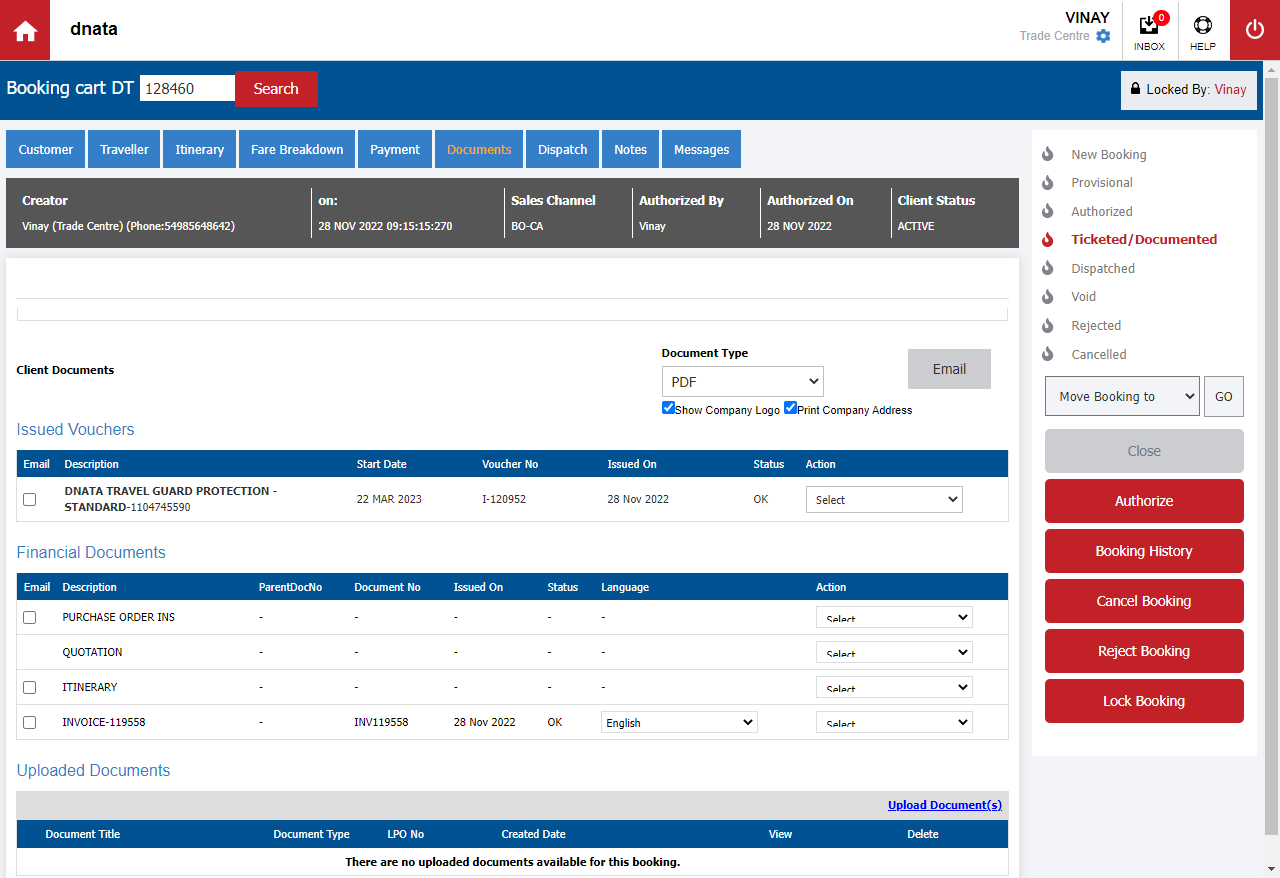 dnata
VINAY
Trade Centre
0
INBOX
HELP
Booking cart DT 128460 Search
Locked By: Vinay
Customer Traveller Itinerary Fare Breakdown Payment Documents Dispatch Notes Messages
Creator on: Sales Channel Authorized By Authorized On Client Status
Vinay (Trade Centre) (Phone:54985648642) 28 NOV 2022 09:15:15:270 BO-CA Vinay 28 NOV 2022 ACTIVE
Client Documents
Document Type
PDF
Show Company Logo Print Company Address
Email
Issued Vouchers
Email Description Start Date Voucher No Issued On Status Action
DNATA TRAVEL GUARD PROTECTION -
STANDARD-1104745590 22 MAR 2023 I-120952 28 Nov 2022 OK Select
Financial Documents
Email Description ParentDocNo Document No Issued On Status Language Action
PURCHASE ORDER INS - - - - - Select
QUOTATION - - - - - Select
ITINERARY - - - - - Select
INVOICE-119558 - INV119558 28 Nov 2022 OK English Select
Uploaded Documents
Upload Document(s)
Document Title Document Type LPO No Created Date View Delete
There are no uploaded documents available for this booking.
New Booking
Provisional
Authorized
Ticketed/Documented
Dispatched
Void
Rejected
Cancelled
Move Booking to GO
Close
Authorize
Booking History
Cancel Booking
Reject Booking
Lock Booking